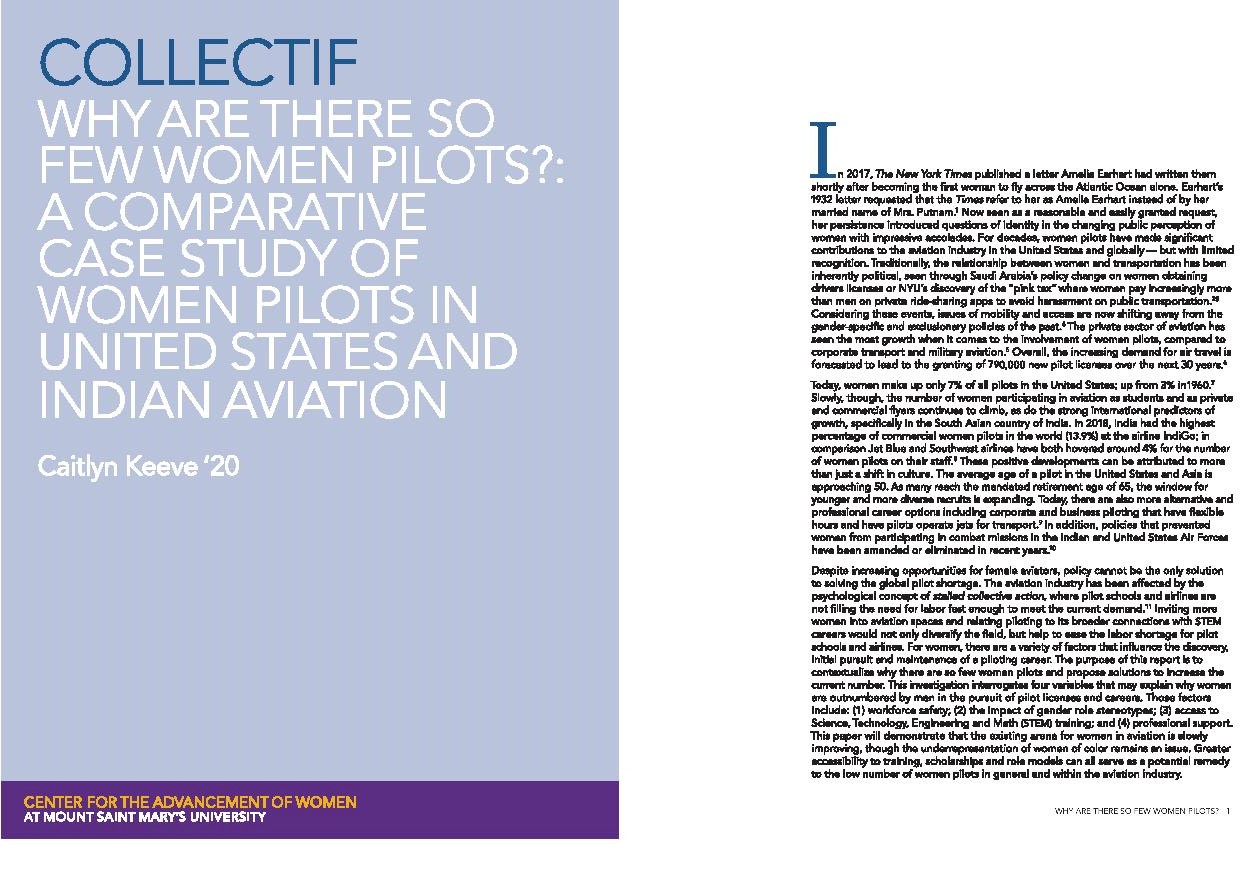 COLLECTIF
WHY ARE THERE SO
FEW WOMEN PILOTS?:
A COMPARATIVE
CASE STUDY OF
WOMEN PILOTS IN
UNITED STATES AND
INDIAN AVIATION
Caitlyn Keeve ‘20
CENTER FOR THE ADVANCEMENT OF WOMEN
AT MOUNT SAINT MARY'S UNIVERSITY
In 2017, The New York Times published a letter Amelia Earhart had written them
shortly after becoming the first woman to fly across the Atlantic Ocean alone. Earhart's
1932 letter requested that the Times refer to her as Amelia Earhart instead of by her
married name of Mrs. Putnam.¹ Now seen as a reasonable and easily granted request,
her persistence introduced questions of identity in the changing public perception of
women with impressive accolades. For decades, women pilots have made significant
contributions to the aviation industry in the United States and globally — but with limited
recognition. Traditionally, the relationship between women and transportation has been
inherently political, seen through Saudi Arabia's policy change on women obtaining
drivers licenses or NYU's discovery of the "pink tax" where women pay increasingly more
than men on private ride-sharing apps to avoid harassment on public transportation.²³
Considering these events, issues of mobility and access are now shifting away from the
gender-specific and exclusionary policies of the past.⁴ The private sector of aviation has
seen the most growth when it comes to the involvement of women pilots, compared to
corporate transport and military aviation.⁵ Overall, the increasing demand for air travel is
forecasted to lead to the granting of 790,000 new pilot licenses over the next 30 years.⁶
Today, women make up only 7% of all pilots in the United States; up from 3% in1960.⁷
Slowly, though, the number of women participating in aviation as students and as private
and commercial flyers continues to climb, as do the strong international predictors of
growth, specifically in the South Asian country of India. In 2018, India had the highest
percentage of commercial women pilots in the world (13.9%) at the airline IndiGo; in
comparison Jet Blue and Southwest airlines have both hovered around 4% for the number
of women pilots on their staff.⁸ These positive developments can be attributed to more
than just a shift in culture. The average age of a pilot in the United States and Asia is
approaching 50. As many reach the mandated retirement age of 65, the window for
younger and more diverse recruits is expanding. Today, there are also more alternative and
professional career options including corporate and business piloting that have flexible
hours and have pilots operate jets for transport.⁹ In addition, policies that prevented
women from participating in combat missions in the Indian and United States Air Forces
have been amended or eliminated in recent years.¹⁰
Despite increasing opportunities for female aviators, policy cannot be the only solution
to solving the global pilot shortage. The aviation industry has been affected by the
psychological concept of stalled collective action, where pilot schools and airlines are
not filling the need for labor fast enough to meet the current demand.¹¹ Inviting more
women into aviation spaces and relating piloting to its broader connections with STEM
careers would not only diversify the field, but help to ease the labor shortage for pilot
schools and airlines. For women, there are a variety of factors that influence the discovery,
initial pursuit and maintenance of a piloting career. The purpose of this report is to
contextualize why there are so few women pilots and propose solutions to increase the
current number. This investigation interrogates four variables that may explain why women
are outnumbered by men in the pursuit of pilot licenses and careers. Those factors
include: (1) workforce safety; (2) the impact of gender role stereotypes; (3) access to
Science, Technology, Engineering and Math (STEM) training; and (4) professional support.
This paper will demonstrate that the existing arena for women in aviation is slowly
improving, though the underrepresentation of women of color remains an issue. Greater
accessibility to training, scholarships and role models can all serve as a potential remedy
to the low number of women pilots in general and within the aviation industry.
WHY ARE THERE SO FEW WOMEN PILOTS? 1